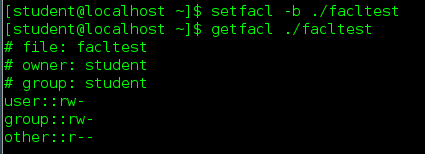 [student@localhost ~]$ setfacl -b ./facltest
[student@localhost ~]$ getfacl ./facltest
# file: facltest
# owner: student
# group: student
user::rw-
group::rw-
other::r--